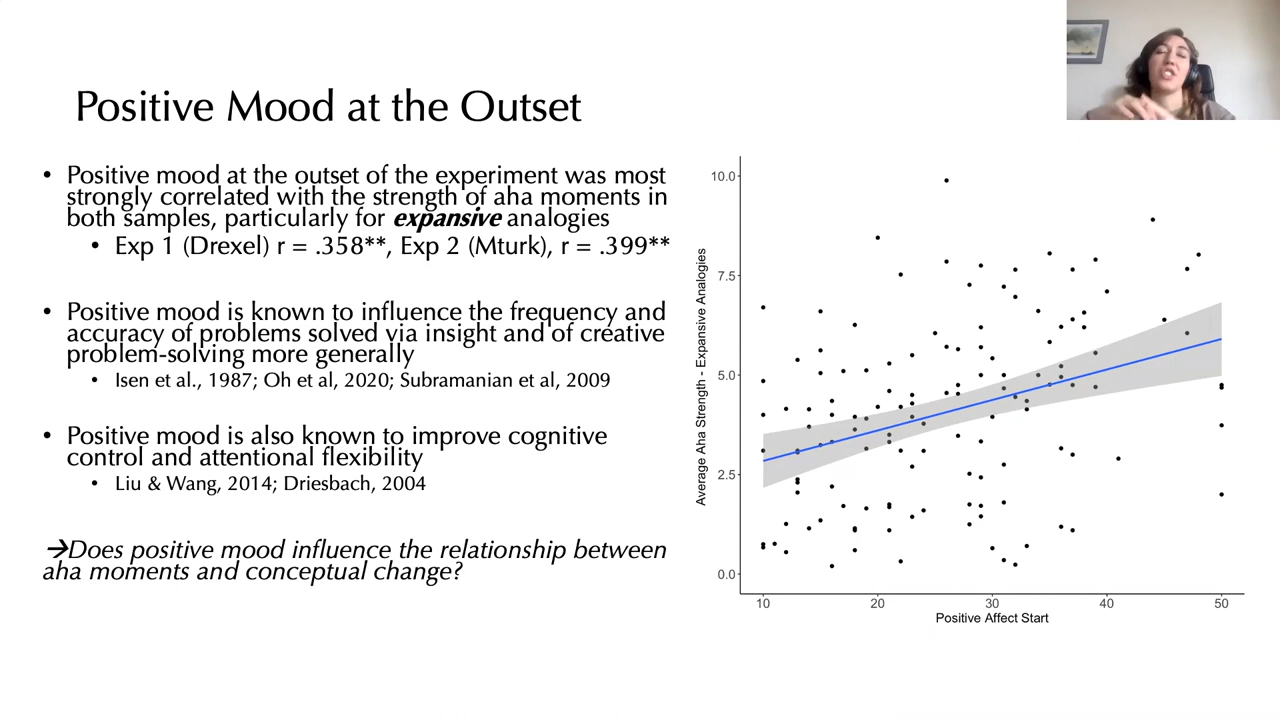 Positive Mood at the Outset
• Positive mood at the outset of the experiment was most
strongly correlated with the strength of aha moments in
both samples, particularly for expansive analogies
• Exp 1 (Drexel) r = .358**, Exp 2 (Mturk), r = .399**
• Positive mood is known to influence the frequency and
accuracy of problems solved via insight and of creative
problem-solving more generally
• Isen et al., 1987; Oh et al, 2020; Subramanian et al, 2009
• Positive mood is also known to improve cognitive
control and attentional flexibility
• Liu & Wang, 2014; Driesbach, 2004
→Does positive mood influence the relationship between
aha moments and conceptual change?
Average Aha Strength - Expansive Analogies
10.0
7.5
5.0
2.5
0.0
10 20 30 40 50
Positive Affect Start